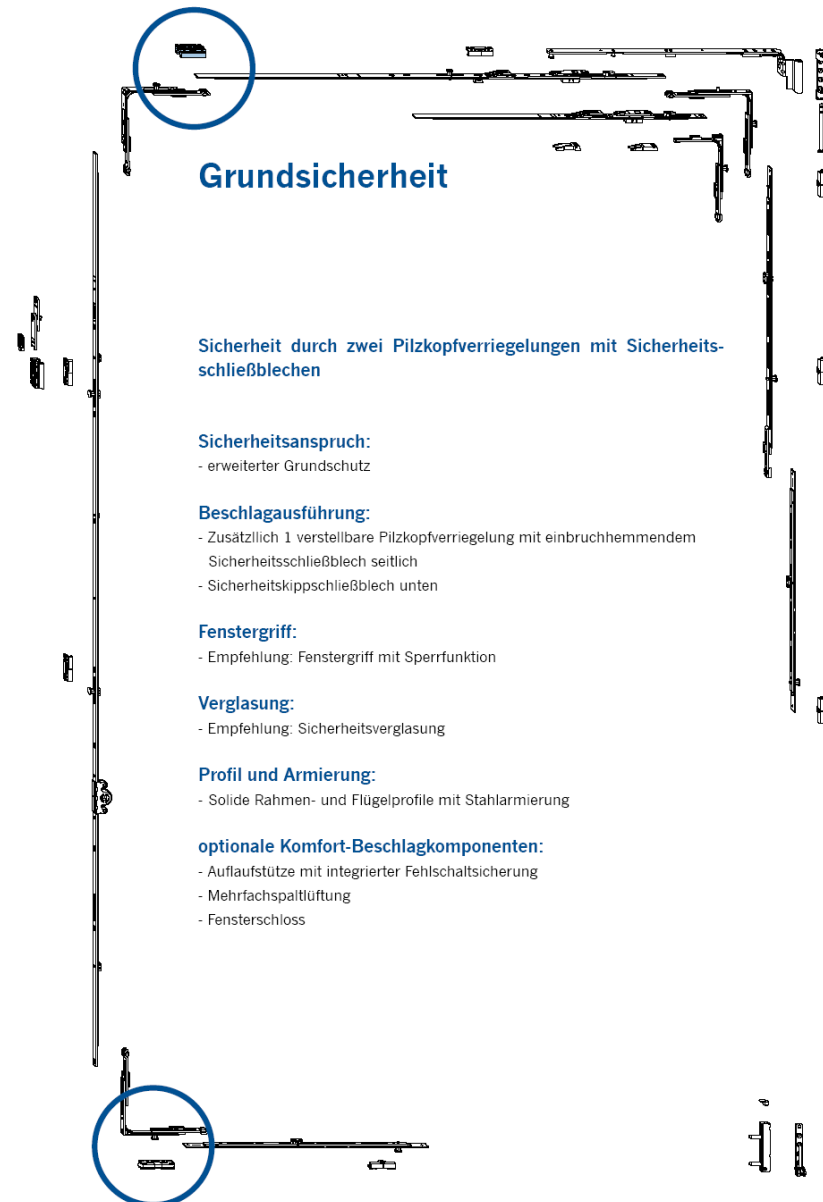 Grundsicherheit
Sicherheit durch zwei Pilzkopfverriegelungen mit Sicherheits-
schließblechen
Sicherheitsanspruch:
- erweiterter Grundschutz
Beschlagausführung:
- Zusätzllich 1 verstellbare Pilzkopfverriegelung mit einbruchhemmendem
Sicherheitsschließblech seitlich
- Sicherheitskippschließblech unten
Fenstergriff:
- Empfehlung: Fenstergriff mit Sperrfunktion
Verglasung:
- Empfehlung: Sicherheitsverglasung
Profil und Armierung:
- Solide Rahmen- und Flügelprofile mit Stahlarmierung
optionale Komfort-Beschlagkomponenten:
- Auflaufstütze mit integrierter Fehlschaltsicherung
- Mehrfachspaltlüftung
- Fensterschloss